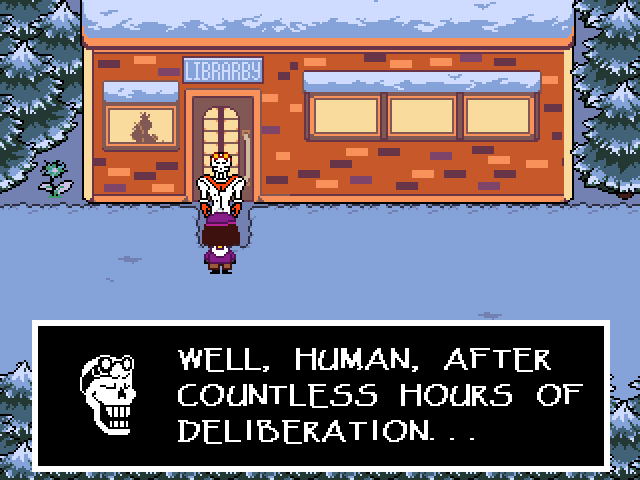 LIBRARBY
WELL, HUMAN, AFTER
COUNTLESS HOURS OF
DELIBERATION...